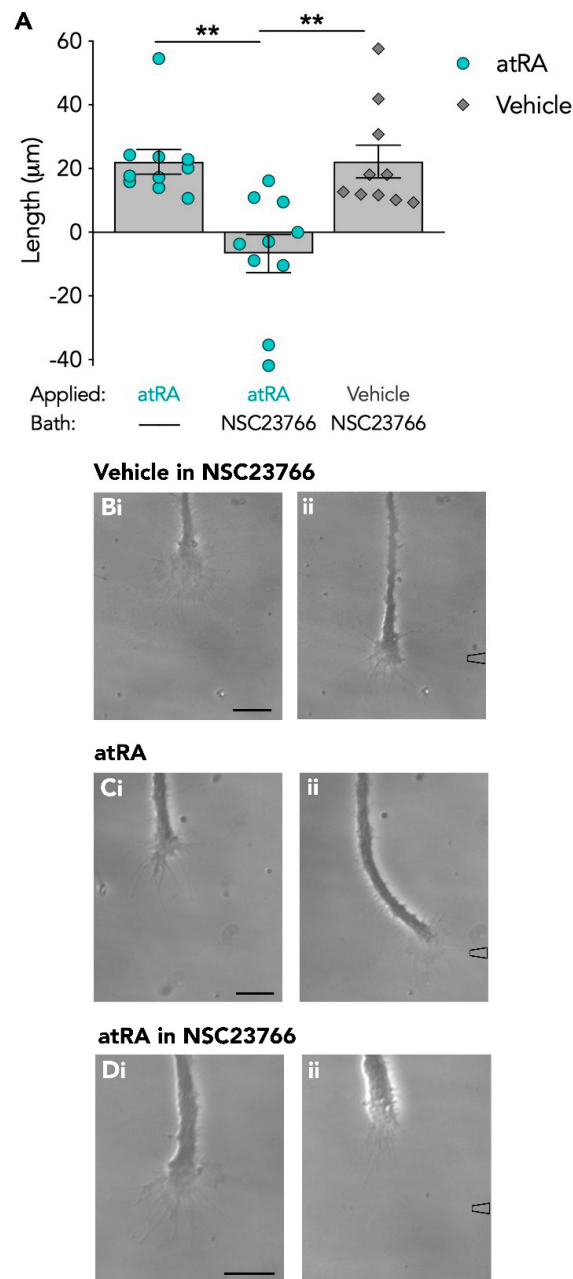 A
**
**
60
40
20
0
-20
-40
Length (μm)
atRA
Vehicle
Applied: atRA atRA Vehicle
Bath: —— NSC23766 NSC23766
Vehicle in NSC23766
Bi ii
atRA
Ci ii
atRA in NSC23766
Di ii